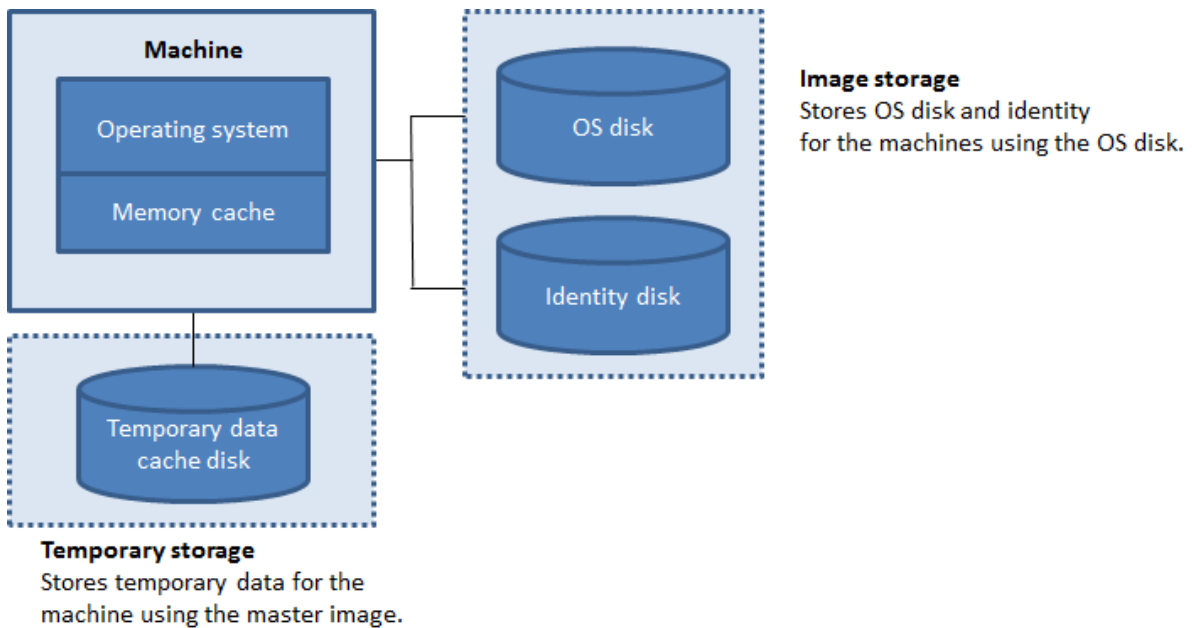 Machine
Operating system
Memory cache
OS disk
Identity disk
Image storage
Stores OS disk and identity
for the machines using the OS disk.
Temporary data
cache disk
Temporary storage
Stores temporary data for the
machine using the master image.